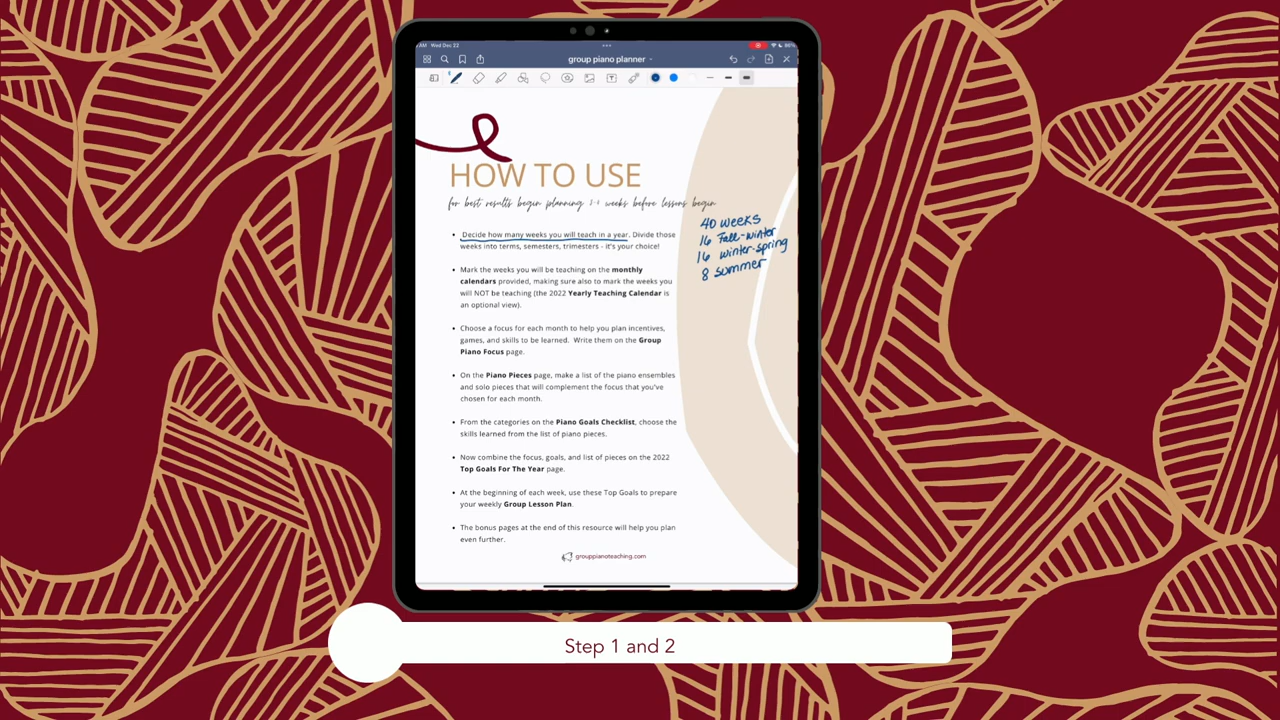 AM Wed Dec 22
86%
group piano planner
HOW TO USE
for best results begin planning 2-4 weeks before lessons begin
40 weeks
16 Fall-winter
16 winter-spring
8 summer
• Decide how many weeks you will teach in a year. Divide those
weeks into terms, semesters, trimesters - it's your choice!
• Mark the weeks you will be teaching on the monthly
calendars provided, making sure also to mark the weeks you
will NOT be teaching (the 2022 Yearly Teaching Calendar is
an optional view).
• Choose a focus for each month to help you plan incentives,
games, and skills to be learned. Write them on the Group
Piano Focus page.
• On the Piano Pieces page, make a list of the piano ensembles
and solo pieces that will complement the focus that you've
chosen for each month.
• From the categories on the Piano Goals Checklist, choose the
skills learned from the list of piano pieces.
• Now combine the focus, goals, and list of pieces on the 2022
Top Goals For The Year page.
• At the beginning of each week, use these Top Goals to prepare
your weekly Group Lesson Plan.
• The bonus pages at the end of this resource will help you plan
even further.
grouppianoteaching.com
Step 1 and 2